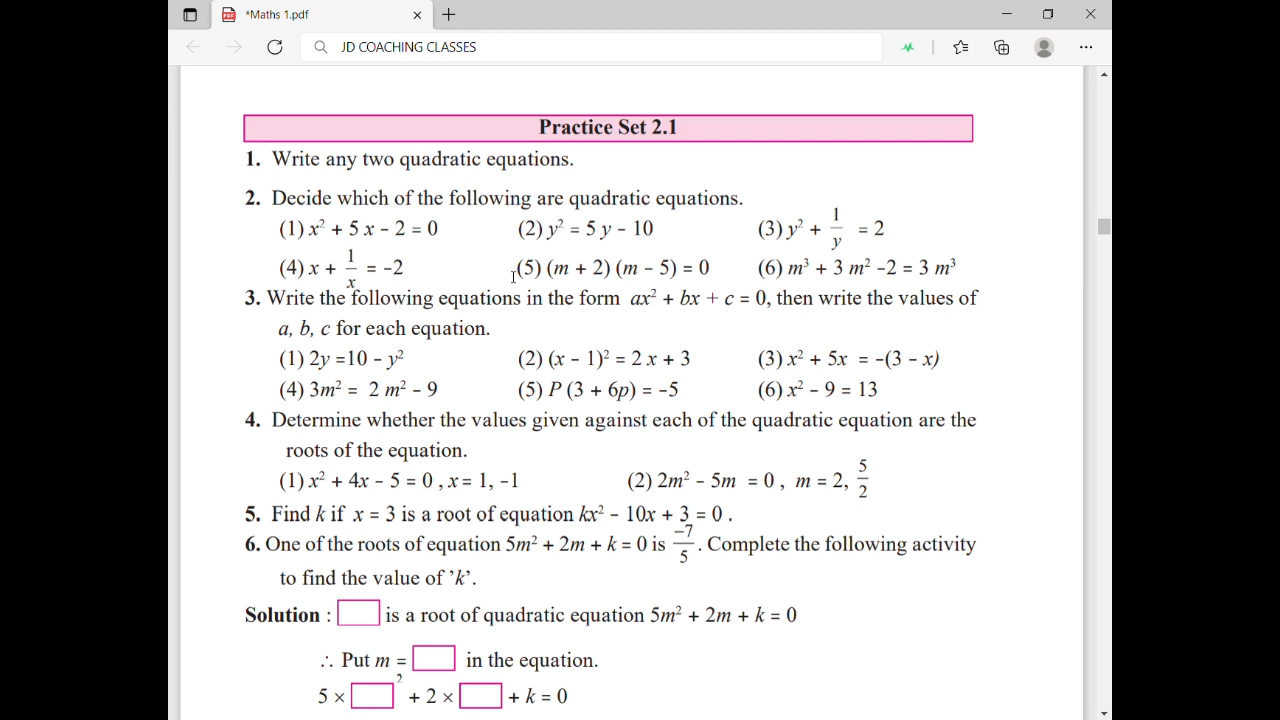 *Maths 1.pdf
JD COACHING CLASSES
Practice Set 2.1
1. Write any two quadratic equations.
2. Decide which of the following are quadratic equations.
(1) x² + 5 x – 2 = 0 (2) y² = 5 y – 10 (3) y² + 1/y = 2
(4) x + 1/x = –2 (5) (m + 2) (m – 5) = 0 (6) m³ + 3 m² –2 = 3 m³
3. Write the following equations in the form ax² + bx + c = 0, then write the values of
a, b, c for each equation.
(1) 2y =10 – y² (2) (x – 1)² = 2 x + 3 (3) x² + 5x = –(3 – x)
(4) 3m² = 2 m² – 9 (5) P (3 + 6p) = –5 (6) x² – 9 = 13
4. Determine whether the values given against each of the quadratic equation are the
roots of the equation.
(1) x² + 4x – 5 = 0 , x = 1, –1 (2) 2m² – 5m = 0 , m = 2, 5/2
5. Find k if x = 3 is a root of equation kx² – 10x + 3 = 0 .
6. One of the roots of equation 5m² + 2m + k = 0 is –7/5 . Complete the following activity
to find the value of ’k’.
Solution : is a root of quadratic equation 5m² + 2m + k = 0
∴ Put m = in the equation.
5 × ² + 2 × + k = 0